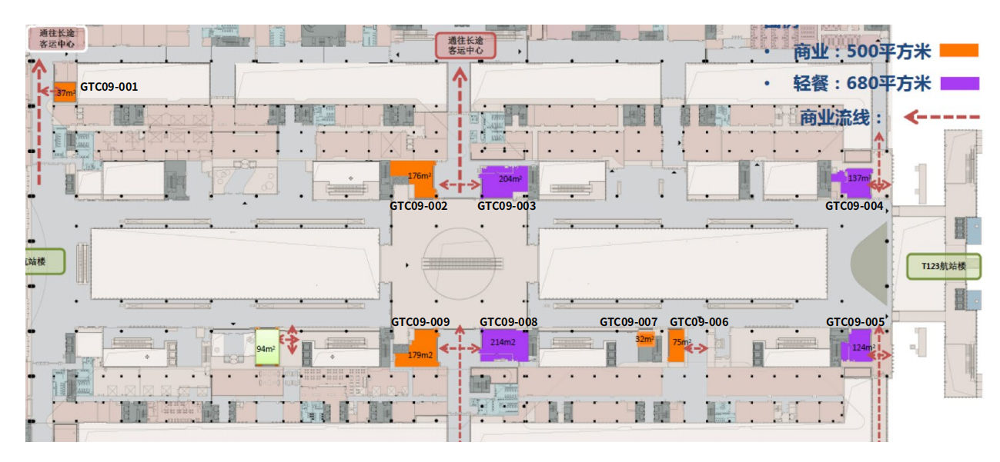 通往长途
客运中心
通往长途
客运中心
• 商业：500平方米
• 轻餐：680平方米
商业流线：
37m²
GTC09-001
176m²
204m²
137m²
GTC09-002
GTC09-003
GTC09-004
站楼
T123航站楼
GTC09-009
GTC09-008
GTC09-007
GTC09-006
GTC09-005
94m²
179m2
214m2
32m²
75m²
124m²